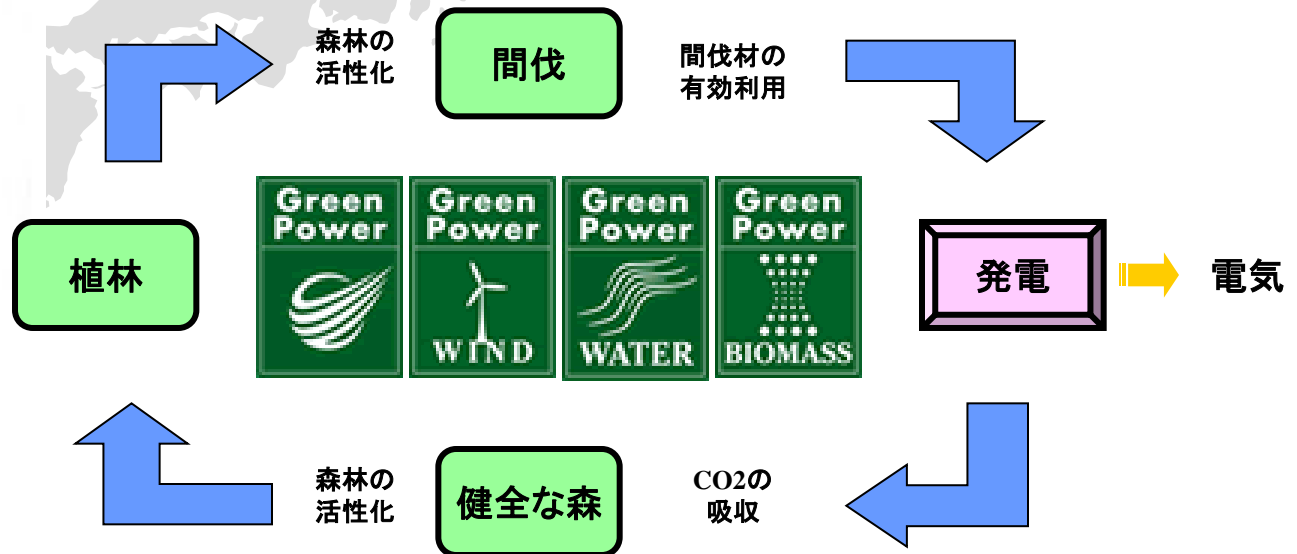 森林の
活性化
間伐
間伐材の
有効利用
植林
Green
Power
Green
Power
WIND
Green
Power
WATER
Green
Power
BIOMASS
発電
電気
森林の
活性化
健全な森
CO2の
吸収